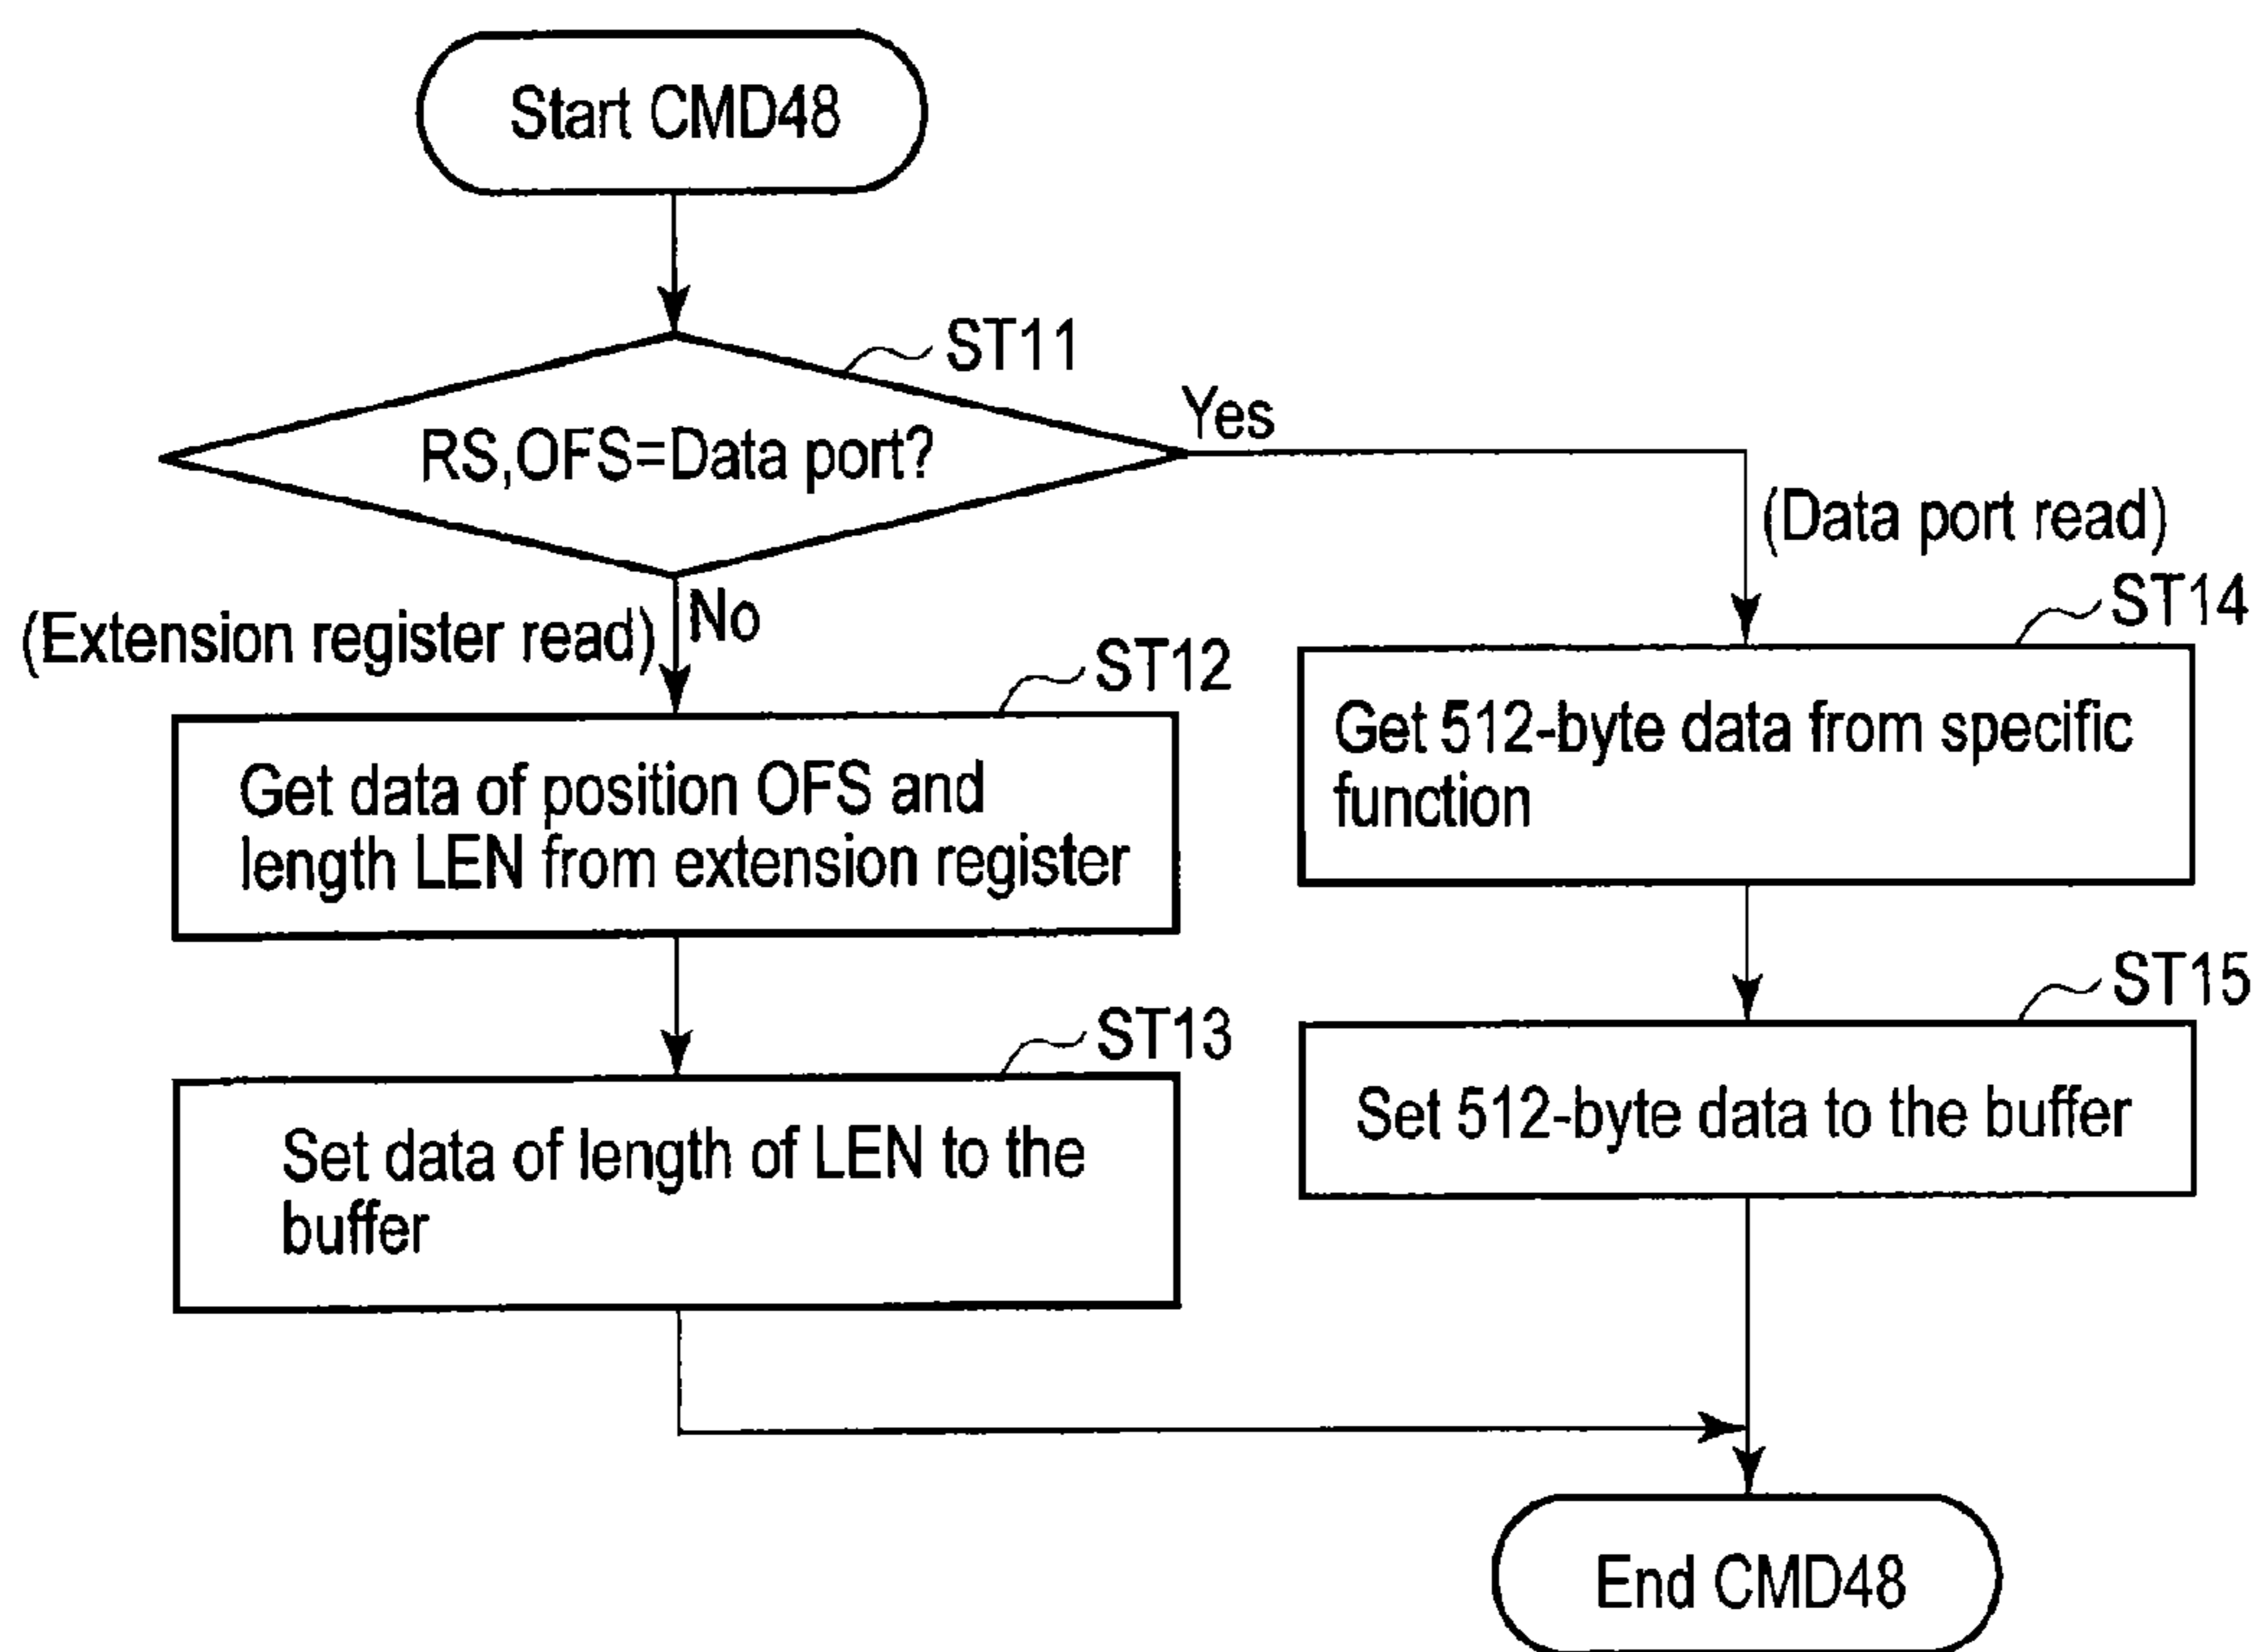 Start CMD48
ST11
RS,OFS=Data port?
Yes
(Data port read)
No
(Extension register read)
ST12
Get data of position OFS and
length LEN from extension register
ST13
Set data of length of LEN to the
buffer
ST14
Get 512-byte data from specific
function
ST15
Set 512-byte data to the buffer
End CMD48